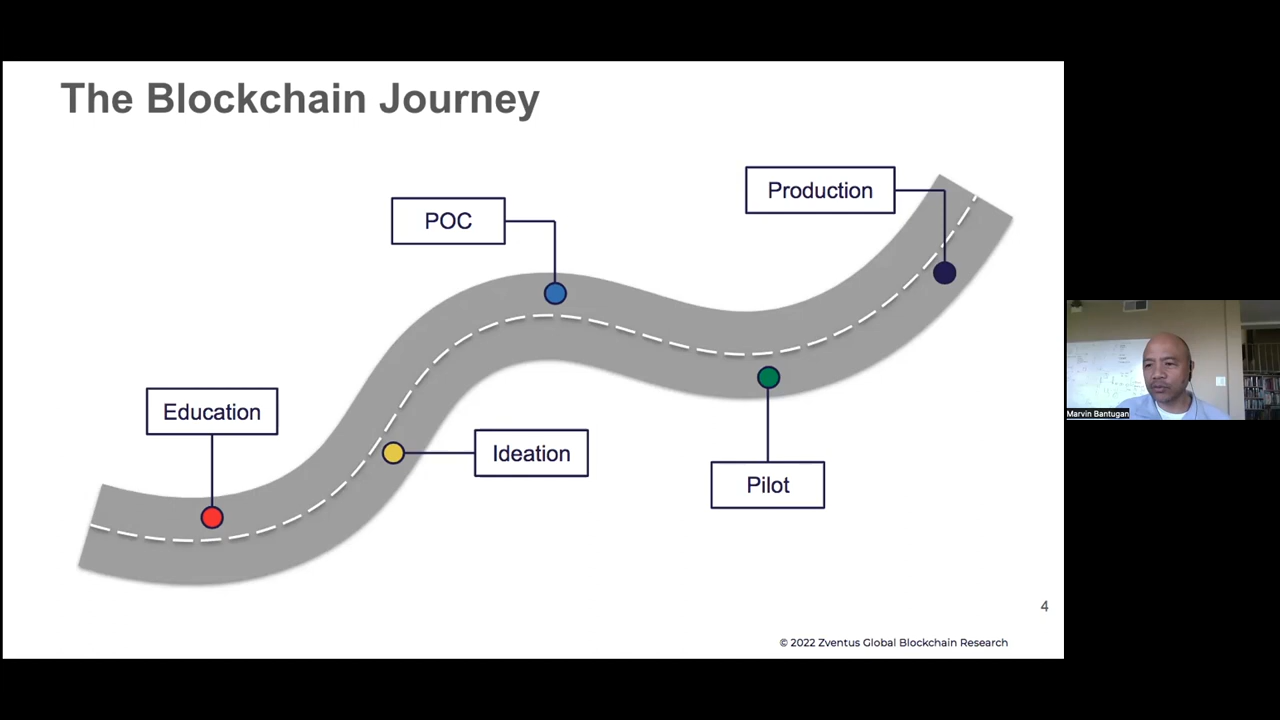 The Blockchain Journey
Production
POC
Education
Ideation
Pilot
Marvin Bantugan
4
© 2022 Zventus Global Blockchain Research